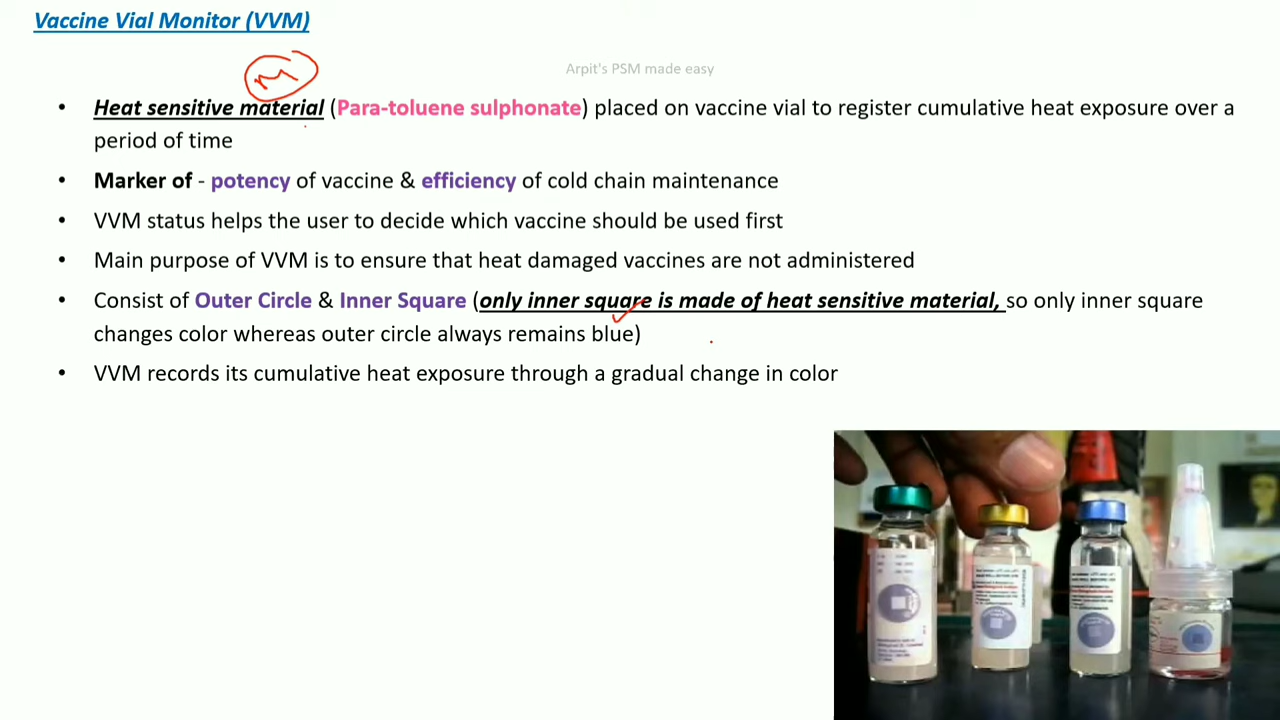 Vaccine Vial Monitor (VVM)
Arpit's PSM made easy
• Heat sensitive material (Para-toluene sulphonate) placed on vaccine vial to register cumulative heat exposure over a
period of time
• Marker of - potency of vaccine & efficiency of cold chain maintenance
• VVM status helps the user to decide which vaccine should be used first
• Main purpose of VVM is to ensure that heat damaged vaccines are not administered
• Consist of Outer Circle & Inner Square (only inner square is made of heat sensitive material, so only inner square
changes color whereas outer circle always remains blue)
• VVM records its cumulative heat exposure through a gradual change in color